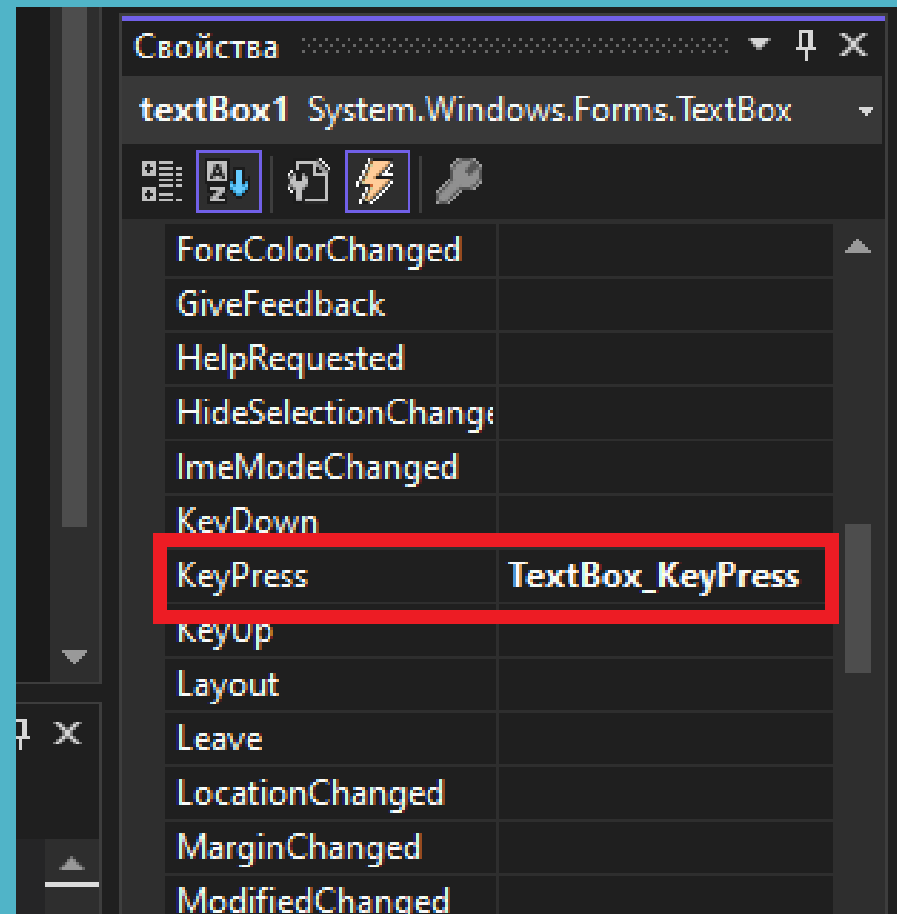 Свойства
textBox1 System.Windows.Forms.TextBox
ForeColorChanged
GiveFeedback
HelpRequested
HideSelectionChange
ImeModeChanged
KeyDown
KeyPress TextBox_KeyPress
KeyUp
Layout
Leave
LocationChanged
MarginChanged
ModifiedChanged